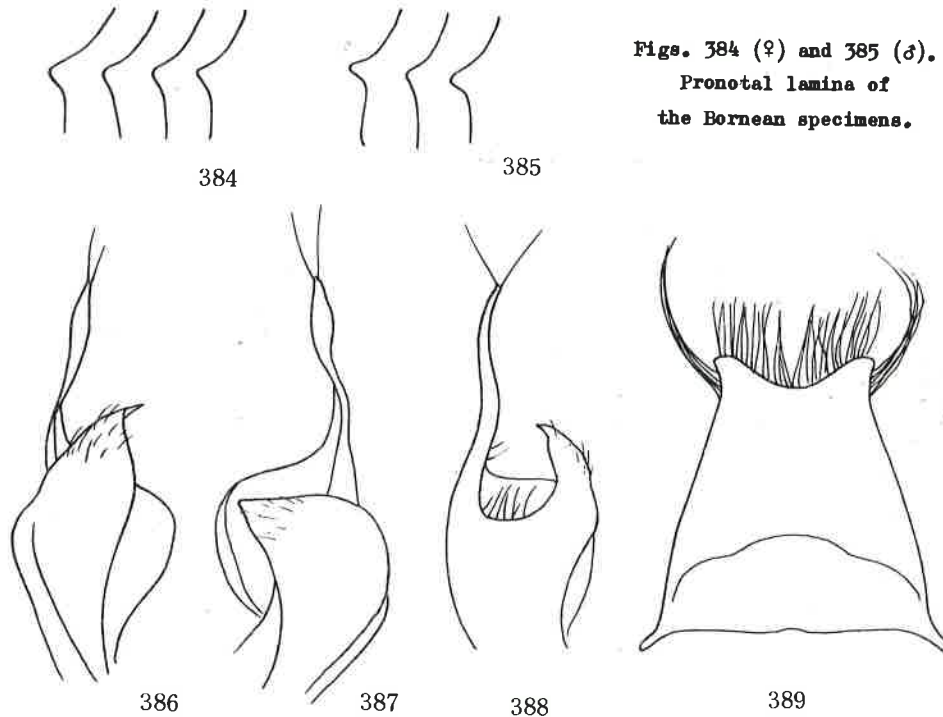 Figs. 384 (♀) and 385 (♂).
Pronotal lamina of
the Bornean specimens.
384
385
386
387
388
389